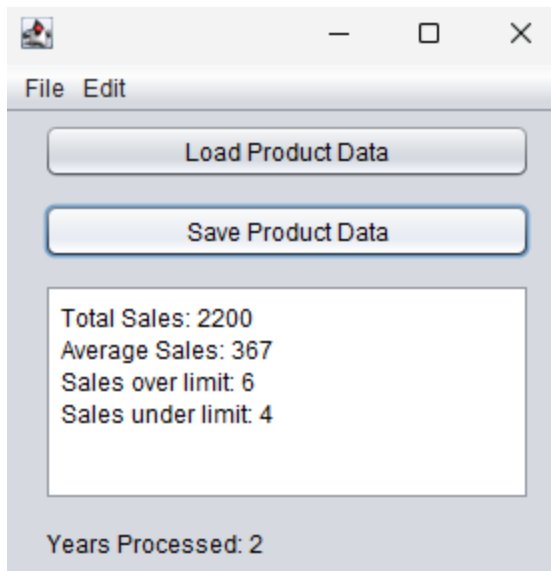 File Edit
Load Product Data
Save Product Data
Total Sales: 2200
Average Sales: 367
Sales over limit: 6
Sales under limit: 4
Years Processed: 2